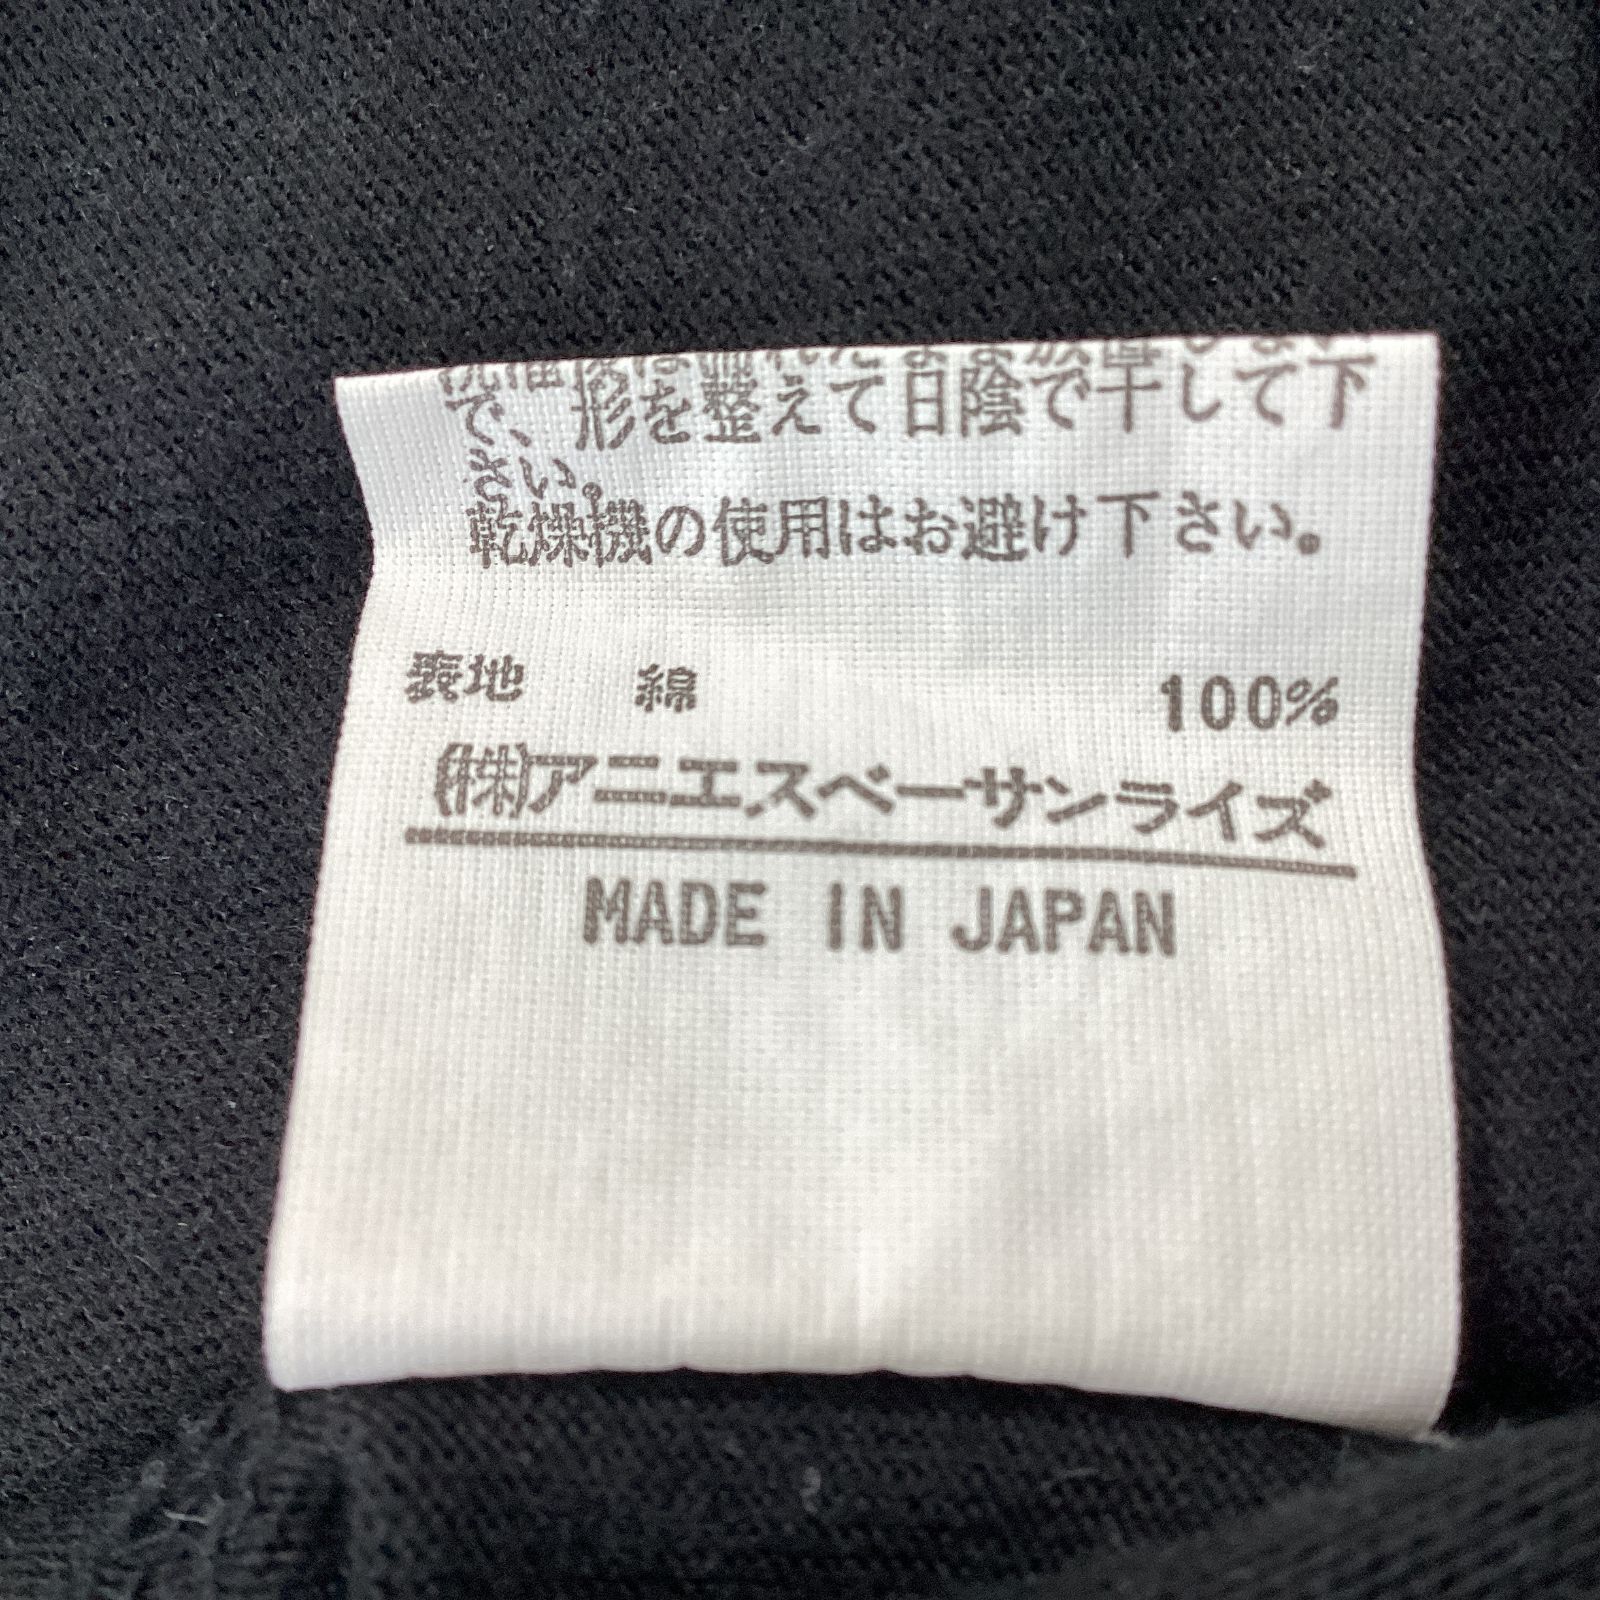 で、形を整えて日陰で干して下
さい。
乾燥機の使用はお避け下さい。
表地 綿 100%
(株)アニエスベーサンライズ
MADE IN JAPAN